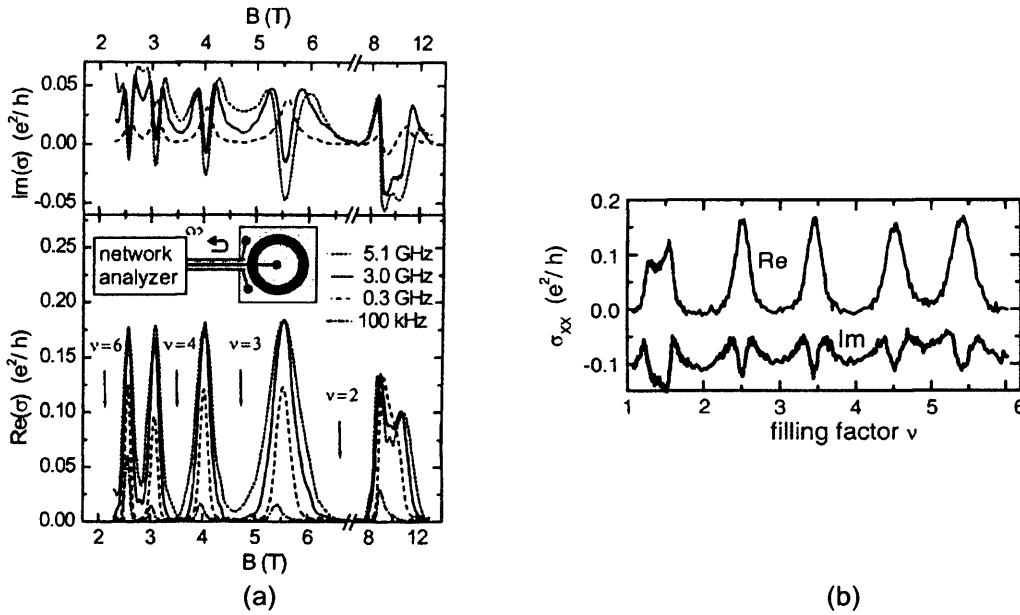 B (T)
2 3 4 5 6 8 12
0.05
0.00
-0.05
Im(σ) (e²/ h)
0.25
0.20
0.15
0.10
0.05
0.00
Re(σ) (e²/ h)
network
analyzer
5.1 GHz
3.0 GHz
0.3 GHz
100 kHz
ν=6
ν=4
ν=3
ν=2
2 3 4 5 6 8 12
B (T)
(a)
0.2
0.1
0.0
-0.1
σxx (e²/ h)
Re
Im
1 2 3 4 5 6
filling factor ν
(b)